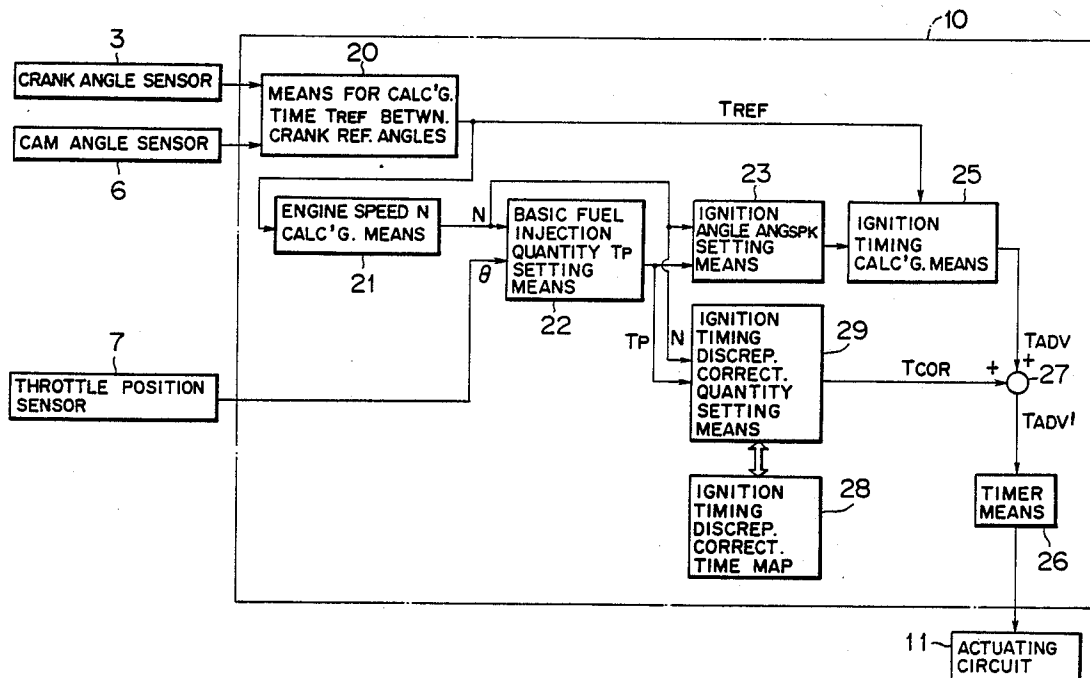 10
3
CRANK ANGLE SENSOR
CAM ANGLE SENSOR
6
20
MEANS FOR CALC'G.
TIME TREF BETWN.
CRANK REF. ANGLES
TREF
ENGINE SPEED N
CALC'G. MEANS
21
N
BASIC FUEL
INJECTION
QUANTITY TP
SETTING
MEANS
22
θ
23
IGNITION
ANGLE ANGSPK
SETTING
MEANS
25
IGNITION
TIMING
CALC'G. MEANS
7
THROTTLE POSITION
SENSOR
TP
N
IGNITION
TIMING
DISCREP.
CORRECT.
QUANTITY
SETTING
MEANS
29
TCOR
TADV
+
+
27
TADV'
IGNITION
TIMING
DISCREP.
CORRECT.
TIME MAP
28
TIMER
MEANS
26
11
ACTUATING
CIRCUIT